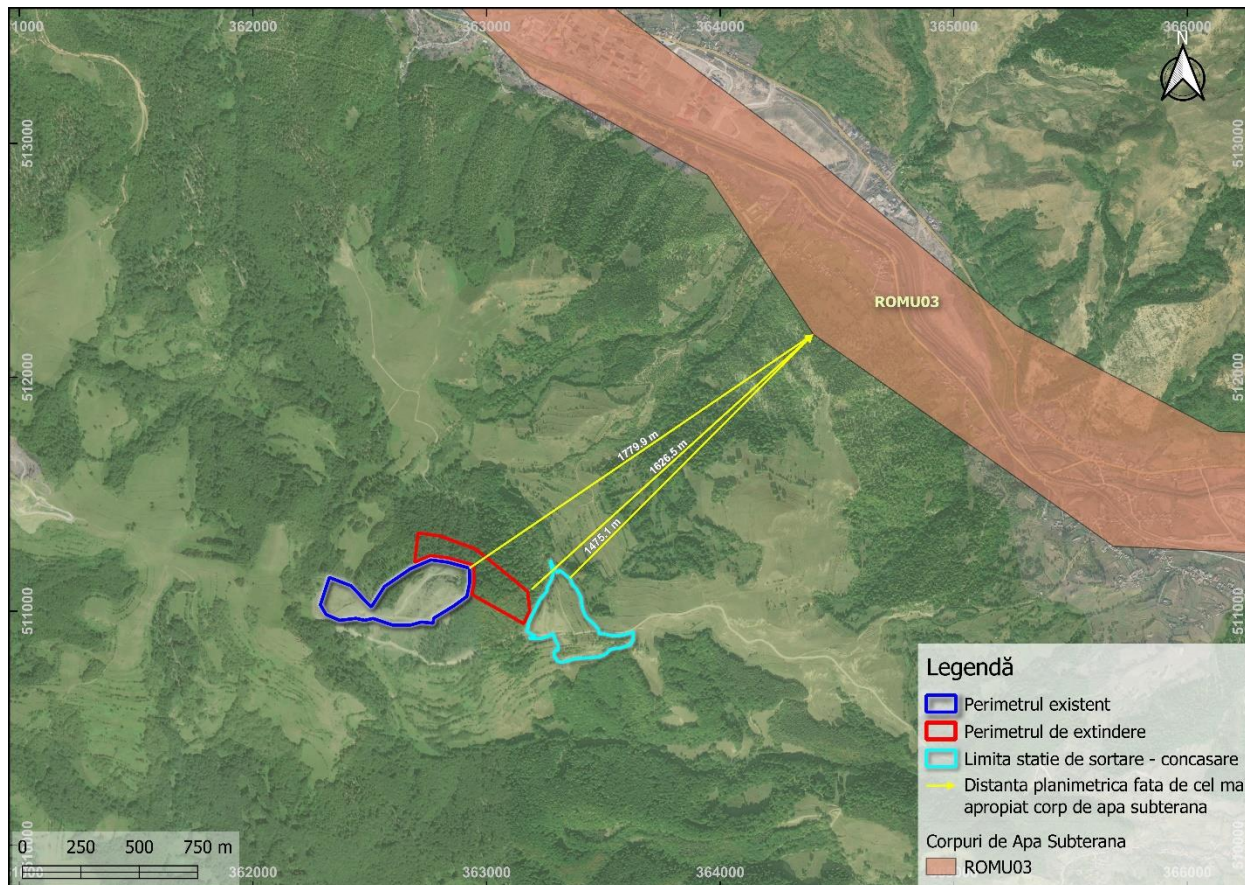 1000 362000 363000 364000 365000 366000
N
513000 513000
ROMU03
512000 512000
1779.9 m
1626.5 m
1475.1 m
511000 511000
Legendă
Perimetrul existent
Perimetrul de extindere
Limita statie de sortare - concasare
Distanta planimetrica fata de cel ma
apropiat corp de apa subterana
Corpuri de Apa Subterana
ROMU03
0 250 500 750 m
362000 364000